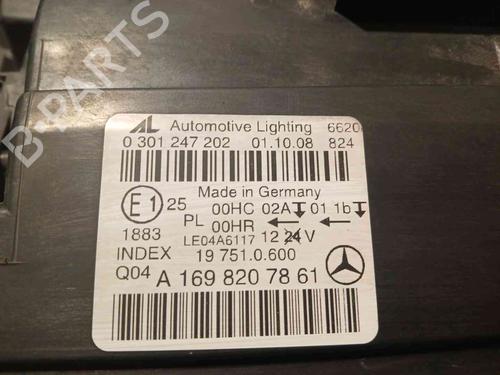 B-PARTS
AL Automotive Lighting 6620
0 301 247 202 01.10.08 824
Made in Germany
E1 25 00HC 02A 01 1b
PL 00HR
1883 LE04A6117 12 24 V
INDEX 19 751.0.600
Q04 A 169 820 78 61